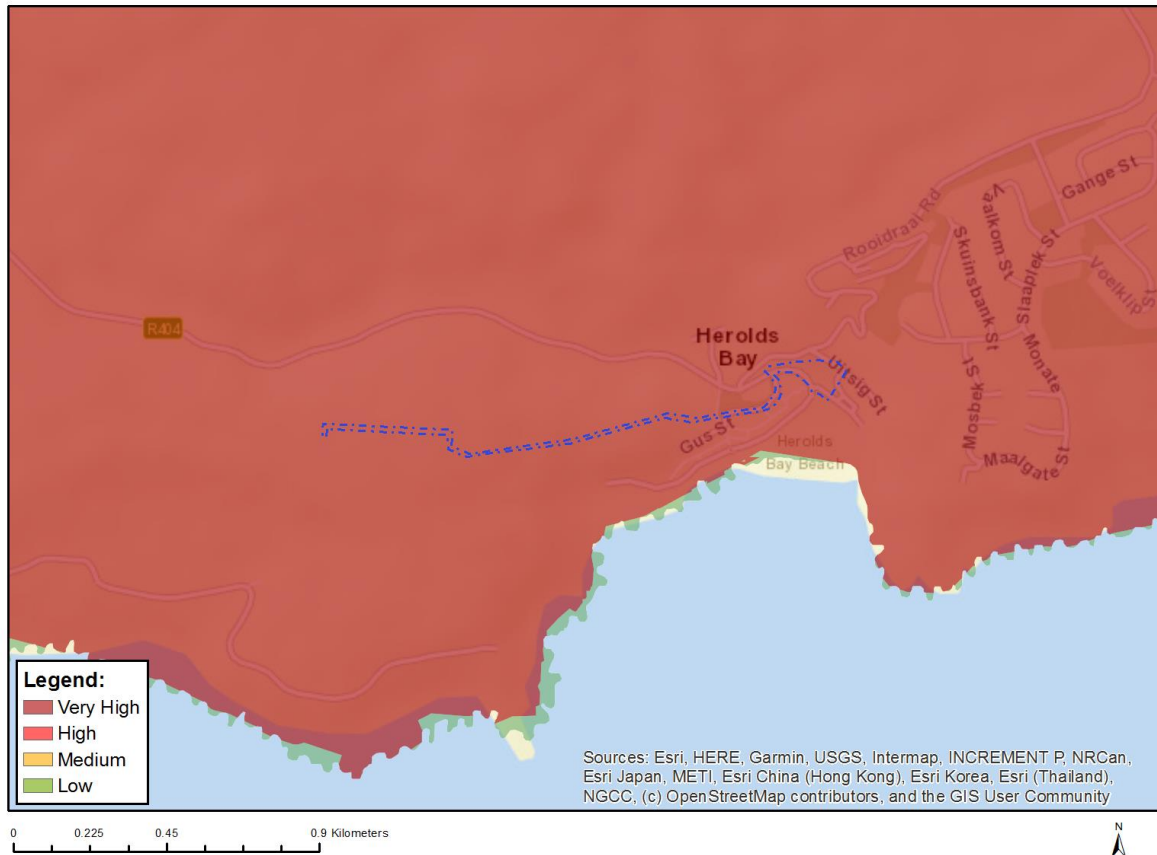 Gange St
Vaalkom St
Rooidraai Rd
Skuinsbank St
Slaaplek St
Voelklip St
R404
Herolds
Bay
Uitsig St
Monate
Mosbek St
Gus St
Herolds
Bay Beach
Maalgate St
Legend:
Very High
High
Medium
Low
Sources: Esri, HERE, Garmin, USGS, Intermap, INCREMENT P, NRCan,
Esri Japan, METI, Esri China (Hong Kong), Esri Korea, Esri (Thailand),
NGCC, (c) OpenStreetMap contributors, and the GIS User Community
0 0.225 0.45 0.9 Kilometers
N